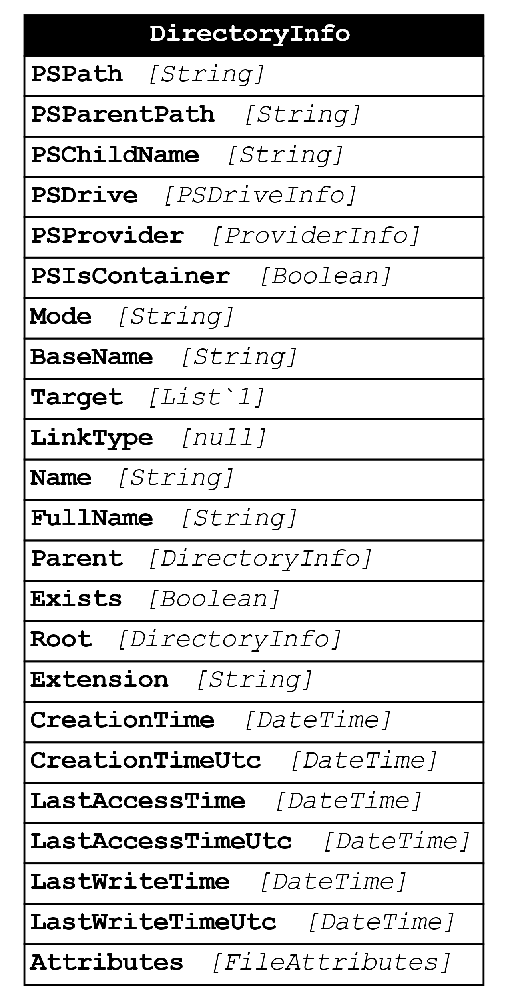 DirectoryInfo
PSPath [String]
PSParentPath [String]
PSChildName [String]
PSDrive [PSDriveInfo]
PSProvider [ProviderInfo]
PSIsContainer [Boolean]
Mode [String]
BaseName [String]
Target [List`1]
LinkType [null]
Name [String]
FullName [String]
Parent [DirectoryInfo]
Exists [Boolean]
Root [DirectoryInfo]
Extension [String]
CreationTime [DateTime]
CreationTimeUtc [DateTime]
LastAccessTime [DateTime]
LastAccessTimeUtc [DateTime]
LastWriteTime [DateTime]
LastWriteTimeUtc [DateTime]
Attributes [FileAttributes]